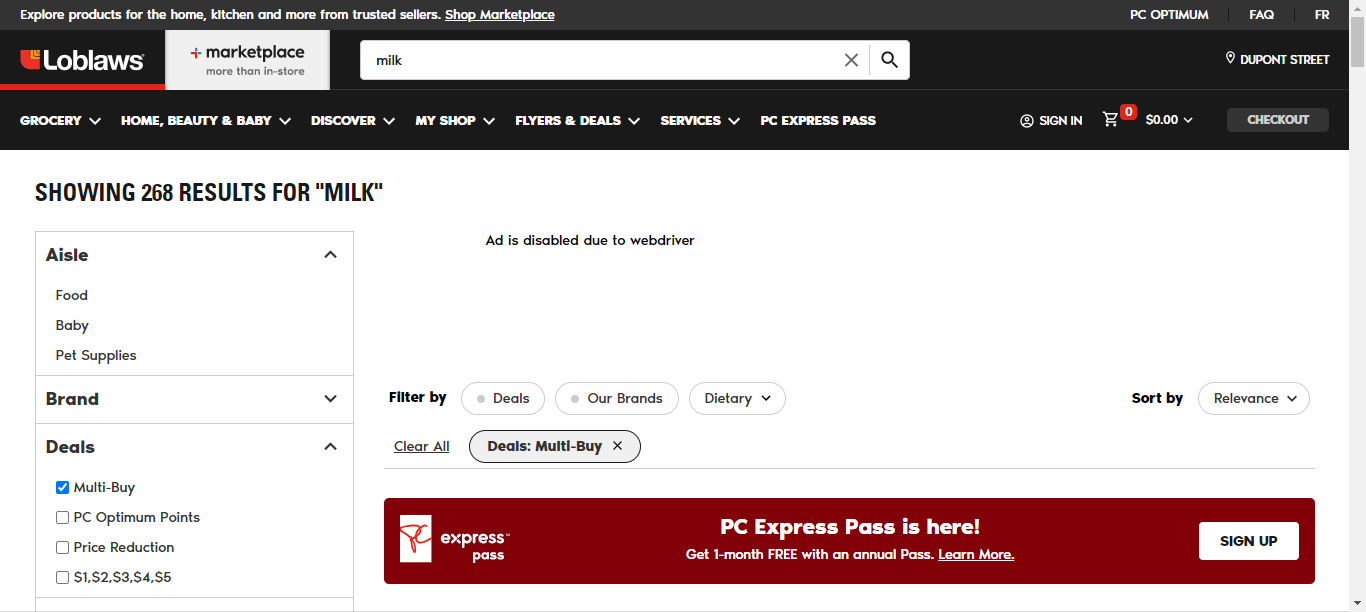 Explore products for the home, kitchen and more from trusted sellers. Shop Marketplace
PC OPTIMUM
FAQ
FR
Loblaws
marketplace
more than in-store
milk
DUPONT STREET
GROCERY
HOME, BEAUTY & BABY
DISCOVER
MY SHOP
FLYERS & DEALS
SERVICES
PC EXPRESS PASS
SIGN IN
0
$0.00
CHECKOUT
SHOWING 268 RESULTS FOR "MILK"
Aisle
Food
Baby
Pet Supplies
Brand
Deals
Multi-Buy
PC Optimum Points
Price Reduction
$1,$2,$3,$4,$5
Ad is disabled due to webdriver
Filter by
Deals
Our Brands
Dietary
Sort by
Relevance
Clear All
Deals: Multi-Buy
express™
pass
PC Express Pass is here!
Get 1-month FREE with an annual Pass. Learn More.
SIGN UP